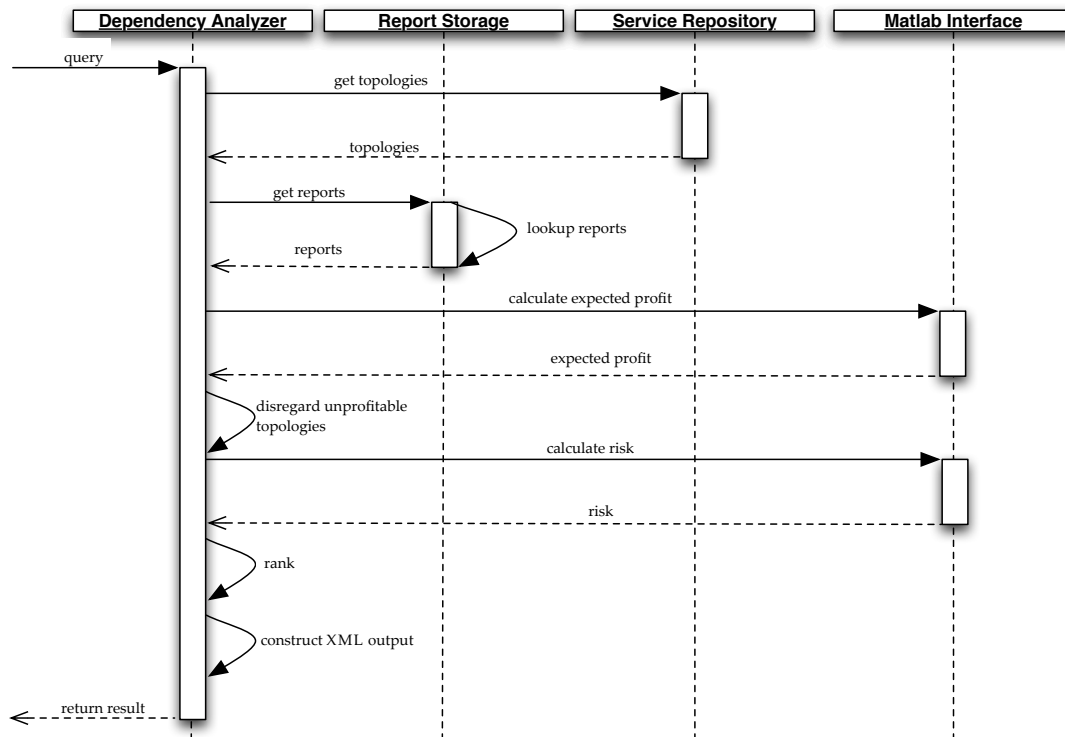 Dependency Analyzer
Report Storage
Service Repository
Matlab Interface
query
get topologies
topologies
get reports
lookup reports
reports
calculate expected profit
expected profit
disregard unprofitable
topologies
calculate risk
risk
rank
construct XML output
return result